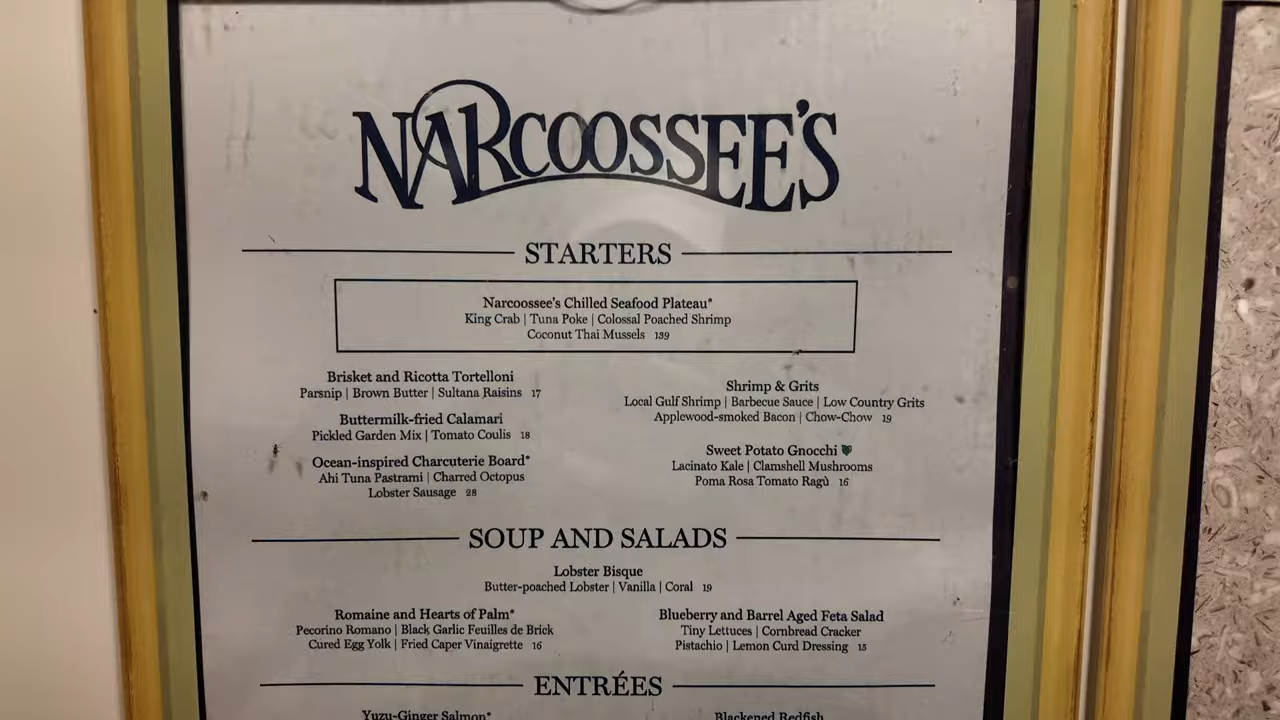 NARCOOSSEE'S
STARTERS
Narcoossee's Chilled Seafood Plateau*
King Crab | Tuna Poke | Colossal Poached Shrimp
Coconut Thai Mussels 139
Brisket and Ricotta Tortelloni
Parsnip | Brown Butter | Sultana Raisins 17
Buttermilk-fried Calamari
Pickled Garden Mix | Tomato Coulis 18
Ocean-inspired Charcuterie Board*
Ahi Tuna Pastrami | Charred Octopus
Lobster Sausage 28
Shrimp & Grits
Local Gulf Shrimp | Barbecue Sauce | Low Country Grits
Applewood-smoked Bacon | Chow-Chow 19
Sweet Potato Gnocchi
Lacinato Kale | Clamshell Mushrooms
Poma Rosa Tomato Ragù 16
SOUP AND SALADS
Lobster Bisque
Butter-poached Lobster | Vanilla | Coral 19
Romaine and Hearts of Palm*
Pecorino Romano | Black Garlic Feuilles de Brick
Cured Egg Yolk | Fried Caper Vinaigrette 16
Blueberry and Barrel Aged Feta Salad
Tiny Lettuces | Cornbread Cracker
Pistachio | Lemon Curd Dressing 15
ENTRÉES
Yuzu-Ginger Salmon*
Blackened Redfish